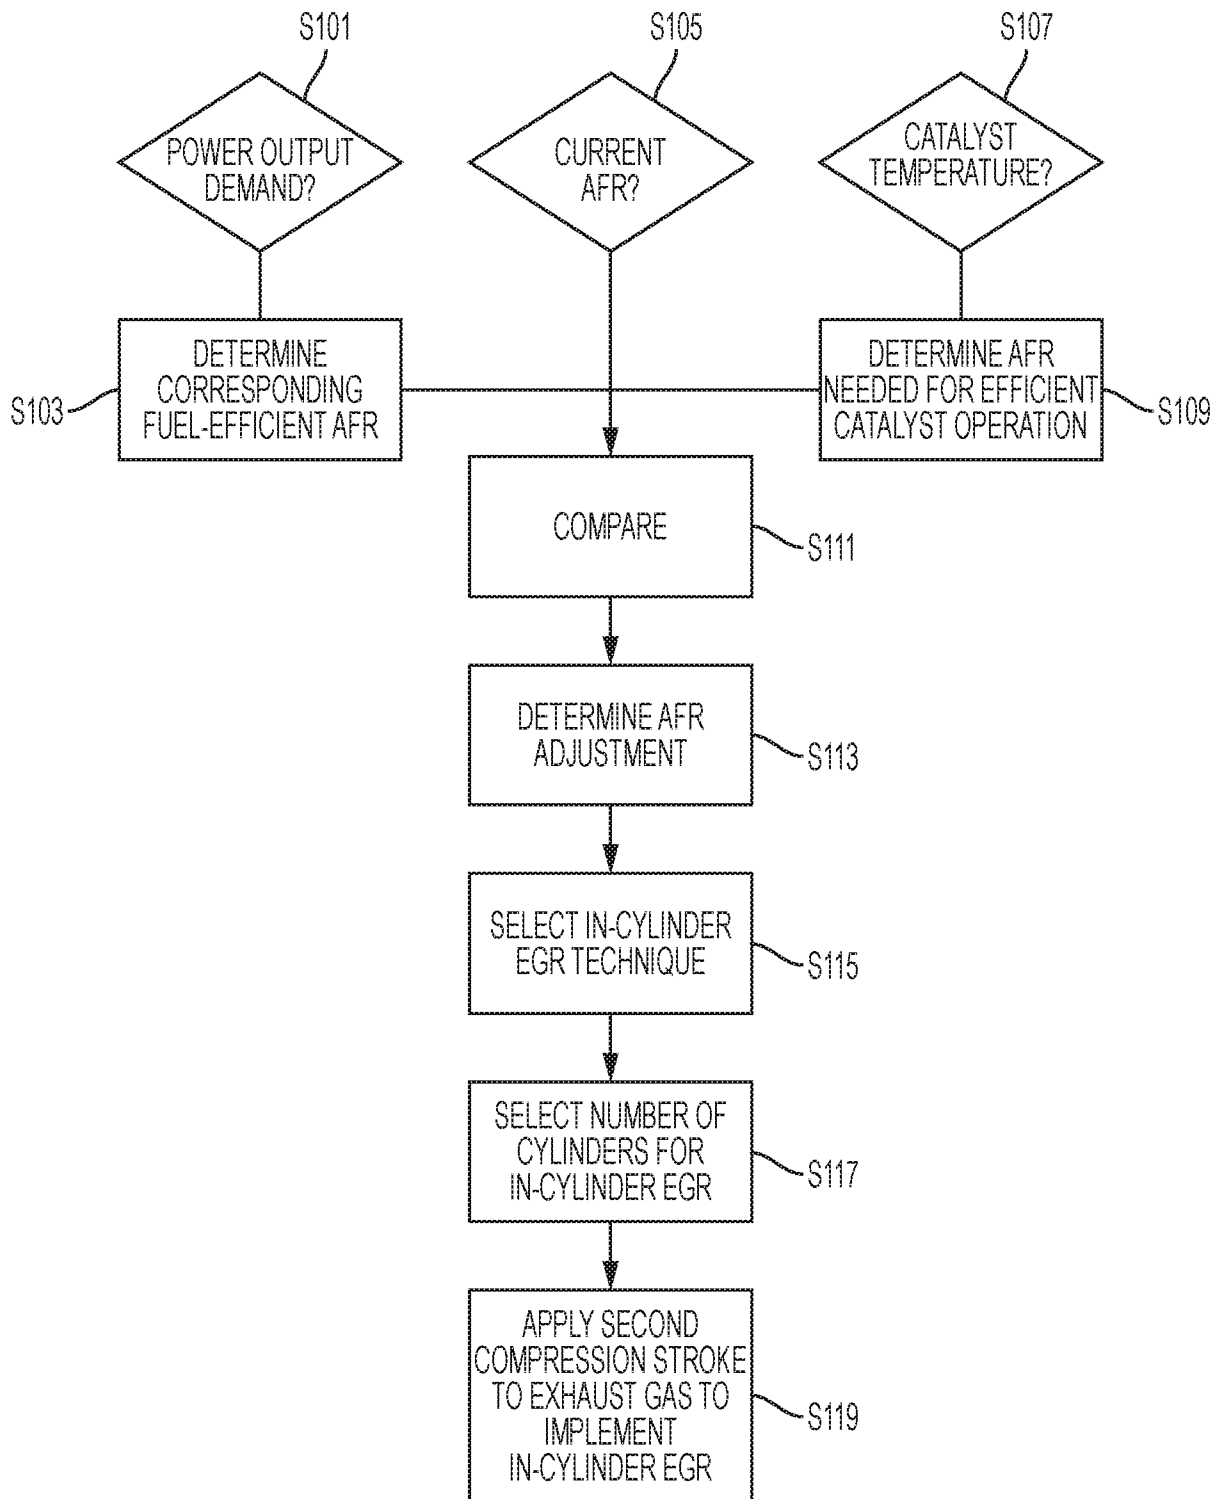 S101
S105
S107
POWER OUTPUT
DEMAND?
CURRENT
AFR?
CATALYST
TEMPERATURE?
DETERMINE
CORRESPONDING
FUEL-EFFICIENT AFR
S103
DETERMINE AFR
NEEDED FOR EFFICIENT
CATALYST OPERATION
S109
COMPARE
S111
DETERMINE AFR
ADJUSTMENT
S113
SELECT IN-CYLINDER
EGR TECHNIQUE
S115
SELECT NUMBER OF
CYLINDERS FOR
IN-CYLINDER EGR
S117
APPLY SECOND
COMPRESSION STROKE
TO EXHAUST GAS TO
IMPLEMENT
IN-CYLINDER EGR
S119